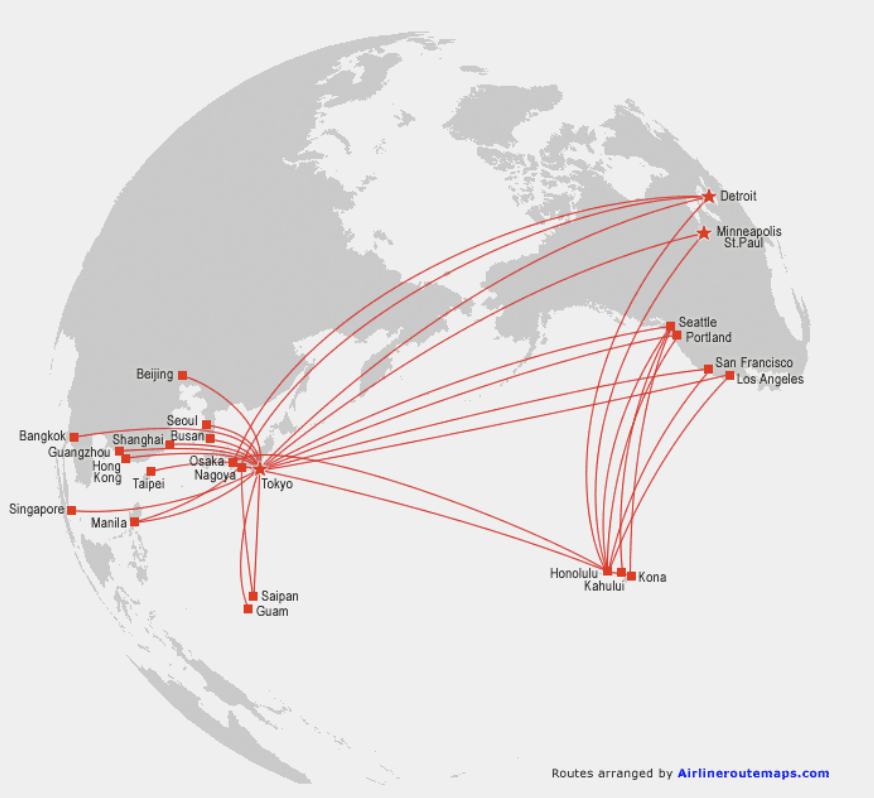 Detroit
Minneapolis
St.Paul
Seattle
Portland
San Francisco
Los Angeles
Beijing
Seoul
Bangkok
Shanghai
Busan
Guangzhou
Hong
Kong
Osaka
Nagoya
Tokyo
Taipei
Singapore
Manila
Honolulu
Kahului
Kona
Saipan
Guam
Routes arranged by Airlineroutemaps.com